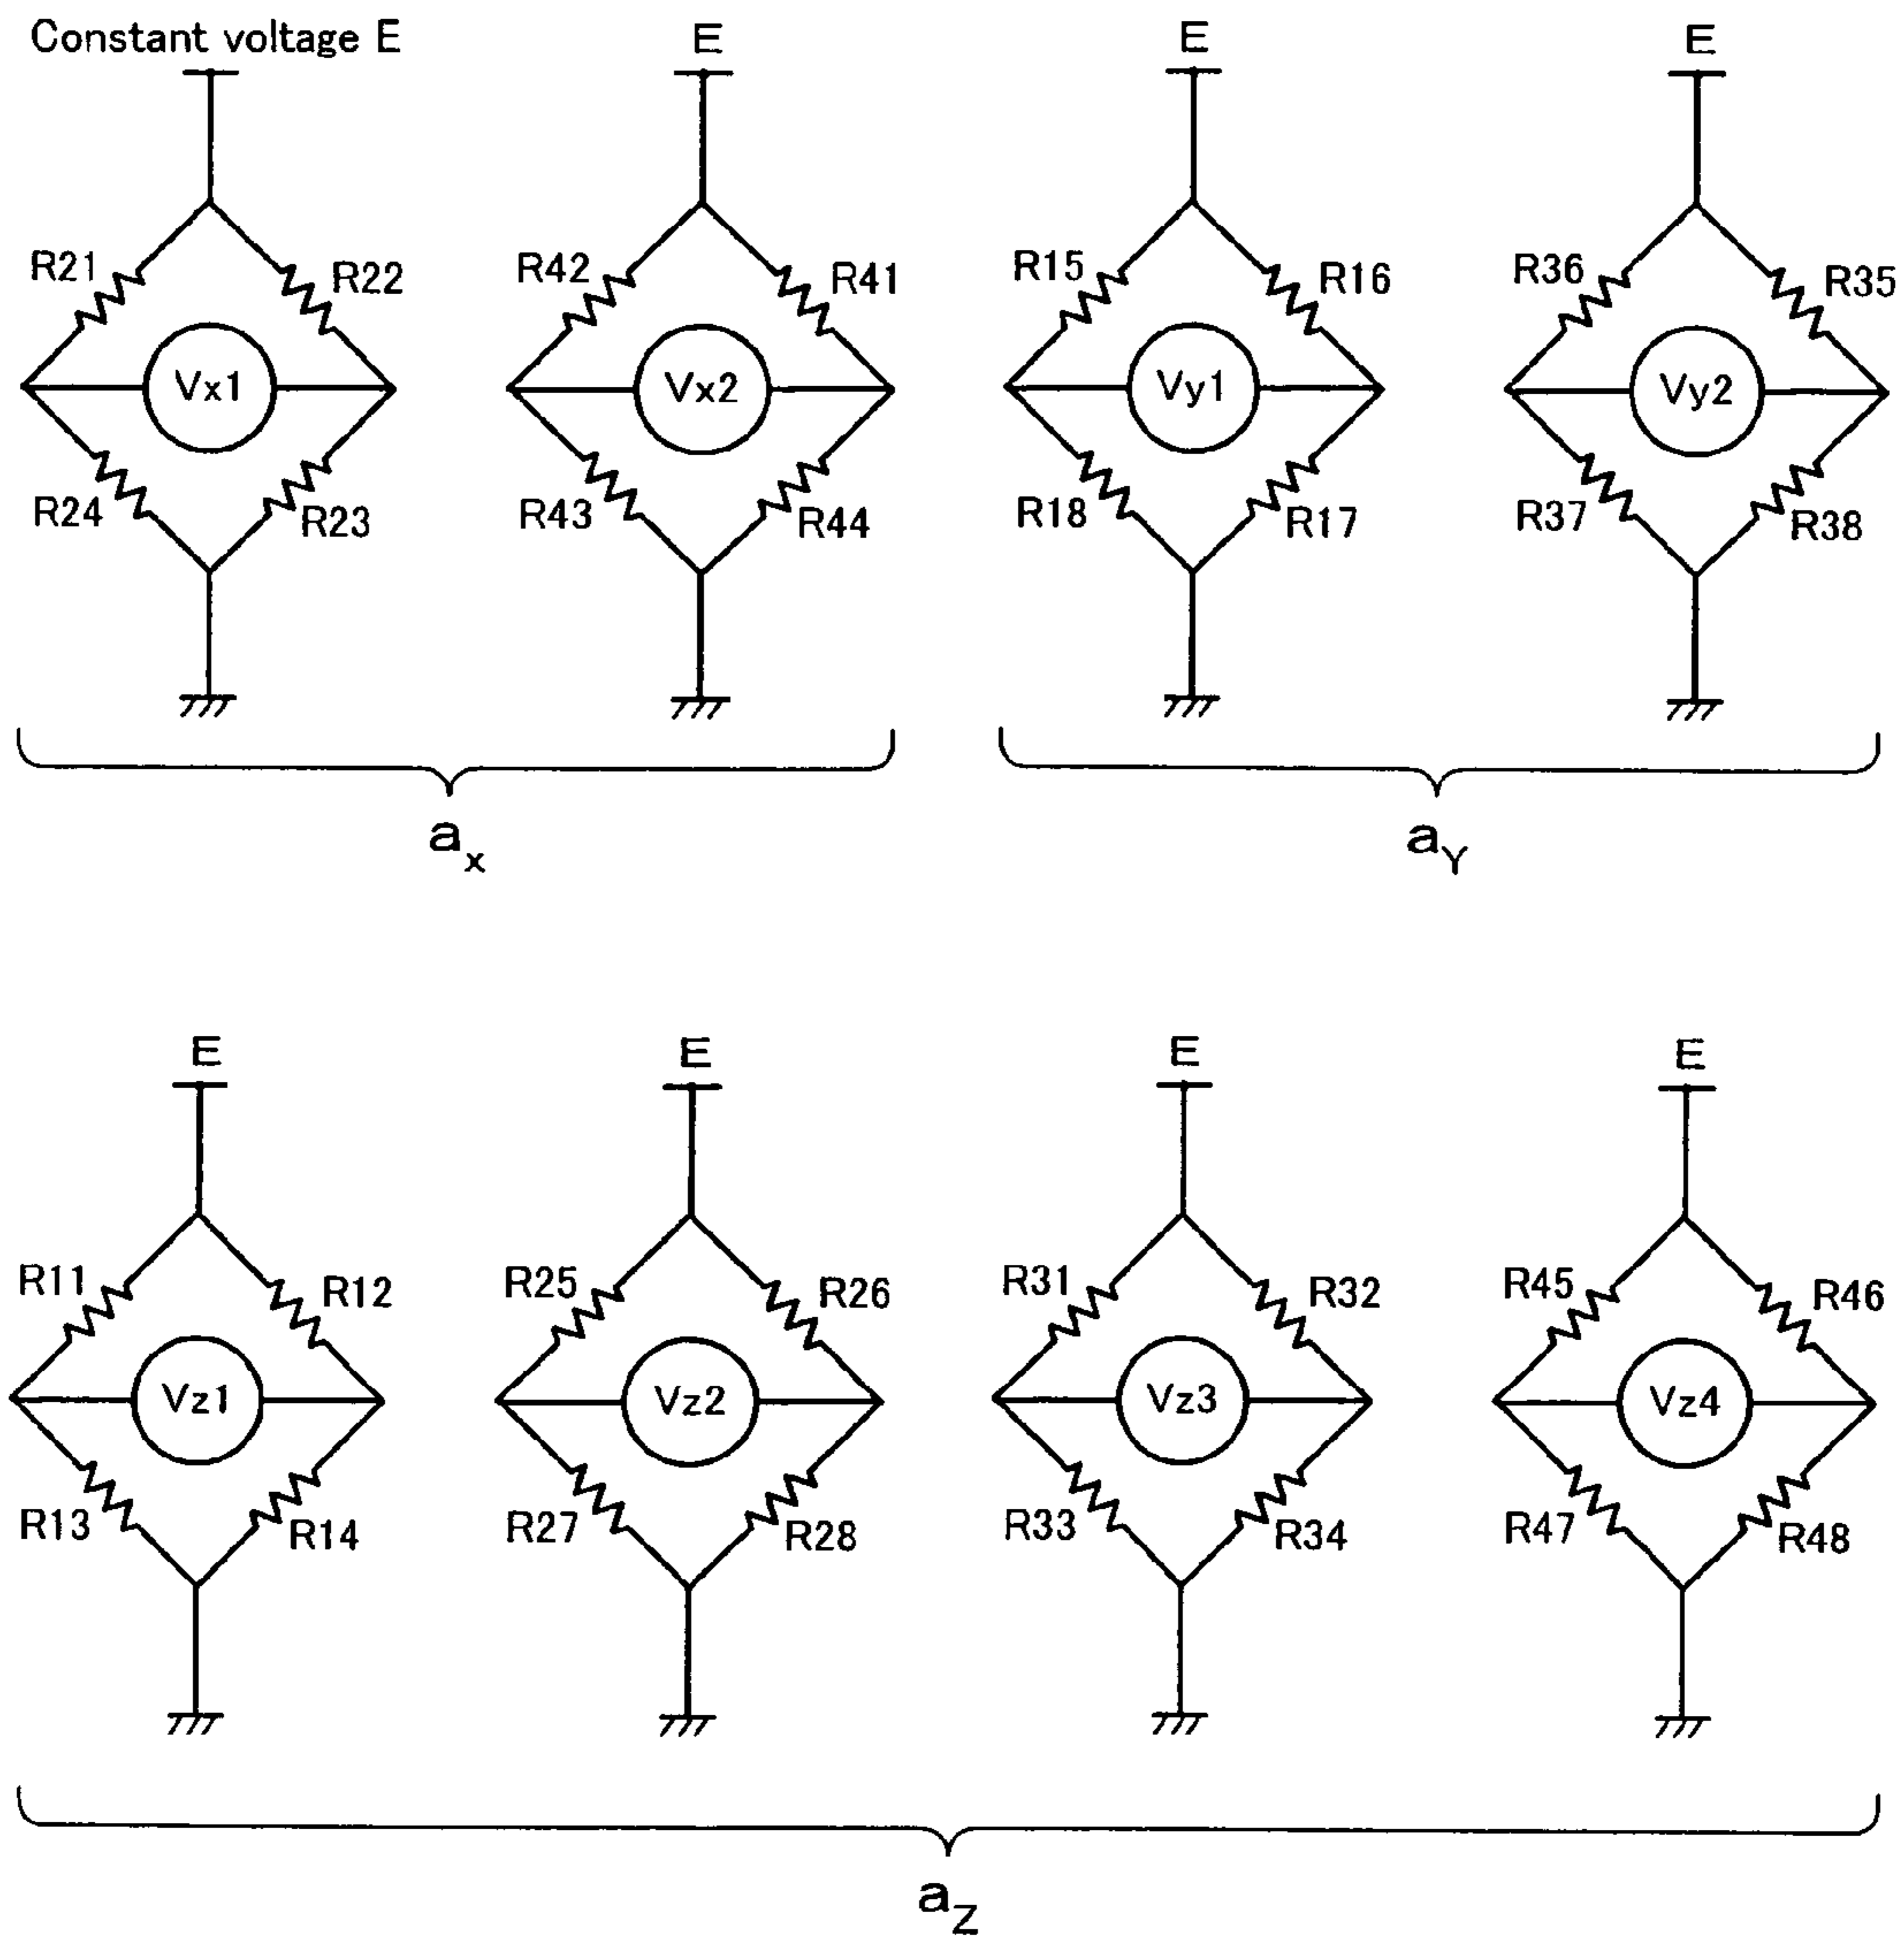 Constant voltage E
E
E
E
R21
R22
R42
R41
R15
R16
R36
R35
Vx1
Vx2
Vy1
Vy2
R24
R23
R43
R44
R18
R17
R37
R38
ax
aY
E
E
E
E
R11
R12
R25
R26
R31
R32
R45
R46
Vz1
Vz2
Vz3
Vz4
R13
R14
R27
R28
R33
R34
R47
R48
aZ